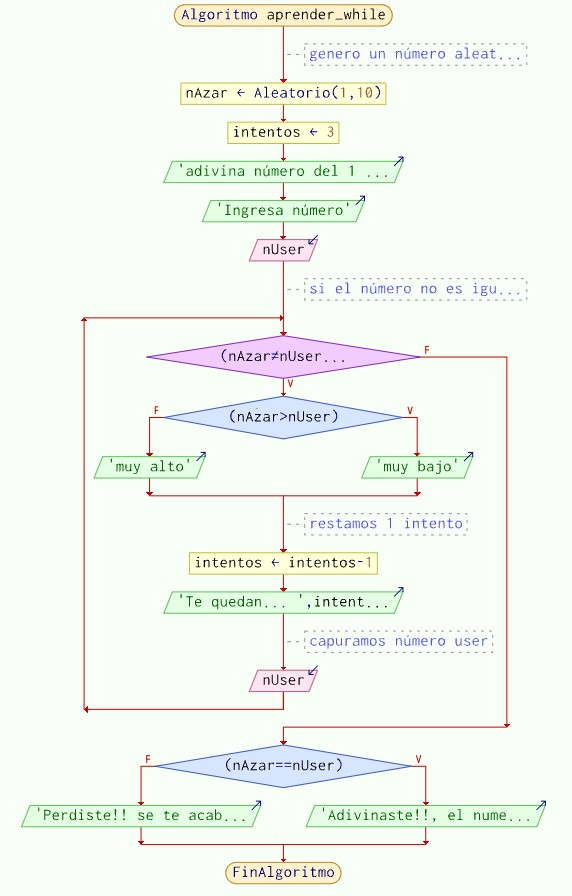 Algoritmo aprender_while
genero un número aleat...
nAzar ← Aleatorio(1,10)
intentos ← 3
'adivina número del 1 ...
'Ingresa número'
nUser
si el número no es igu...
(nAzar≠nUser...
F
V
(nAzar>nUser)
F
V
'muy alto'
'muy bajo'
restamos 1 intento
intentos ← intentos-1
'Te quedan... ',intent...
capuramos número user
nUser
(nAzar==nUser)
F
V
'Perdiste!! se te acab...
'Adivinaste!!, el nume...
FinAlgoritmo